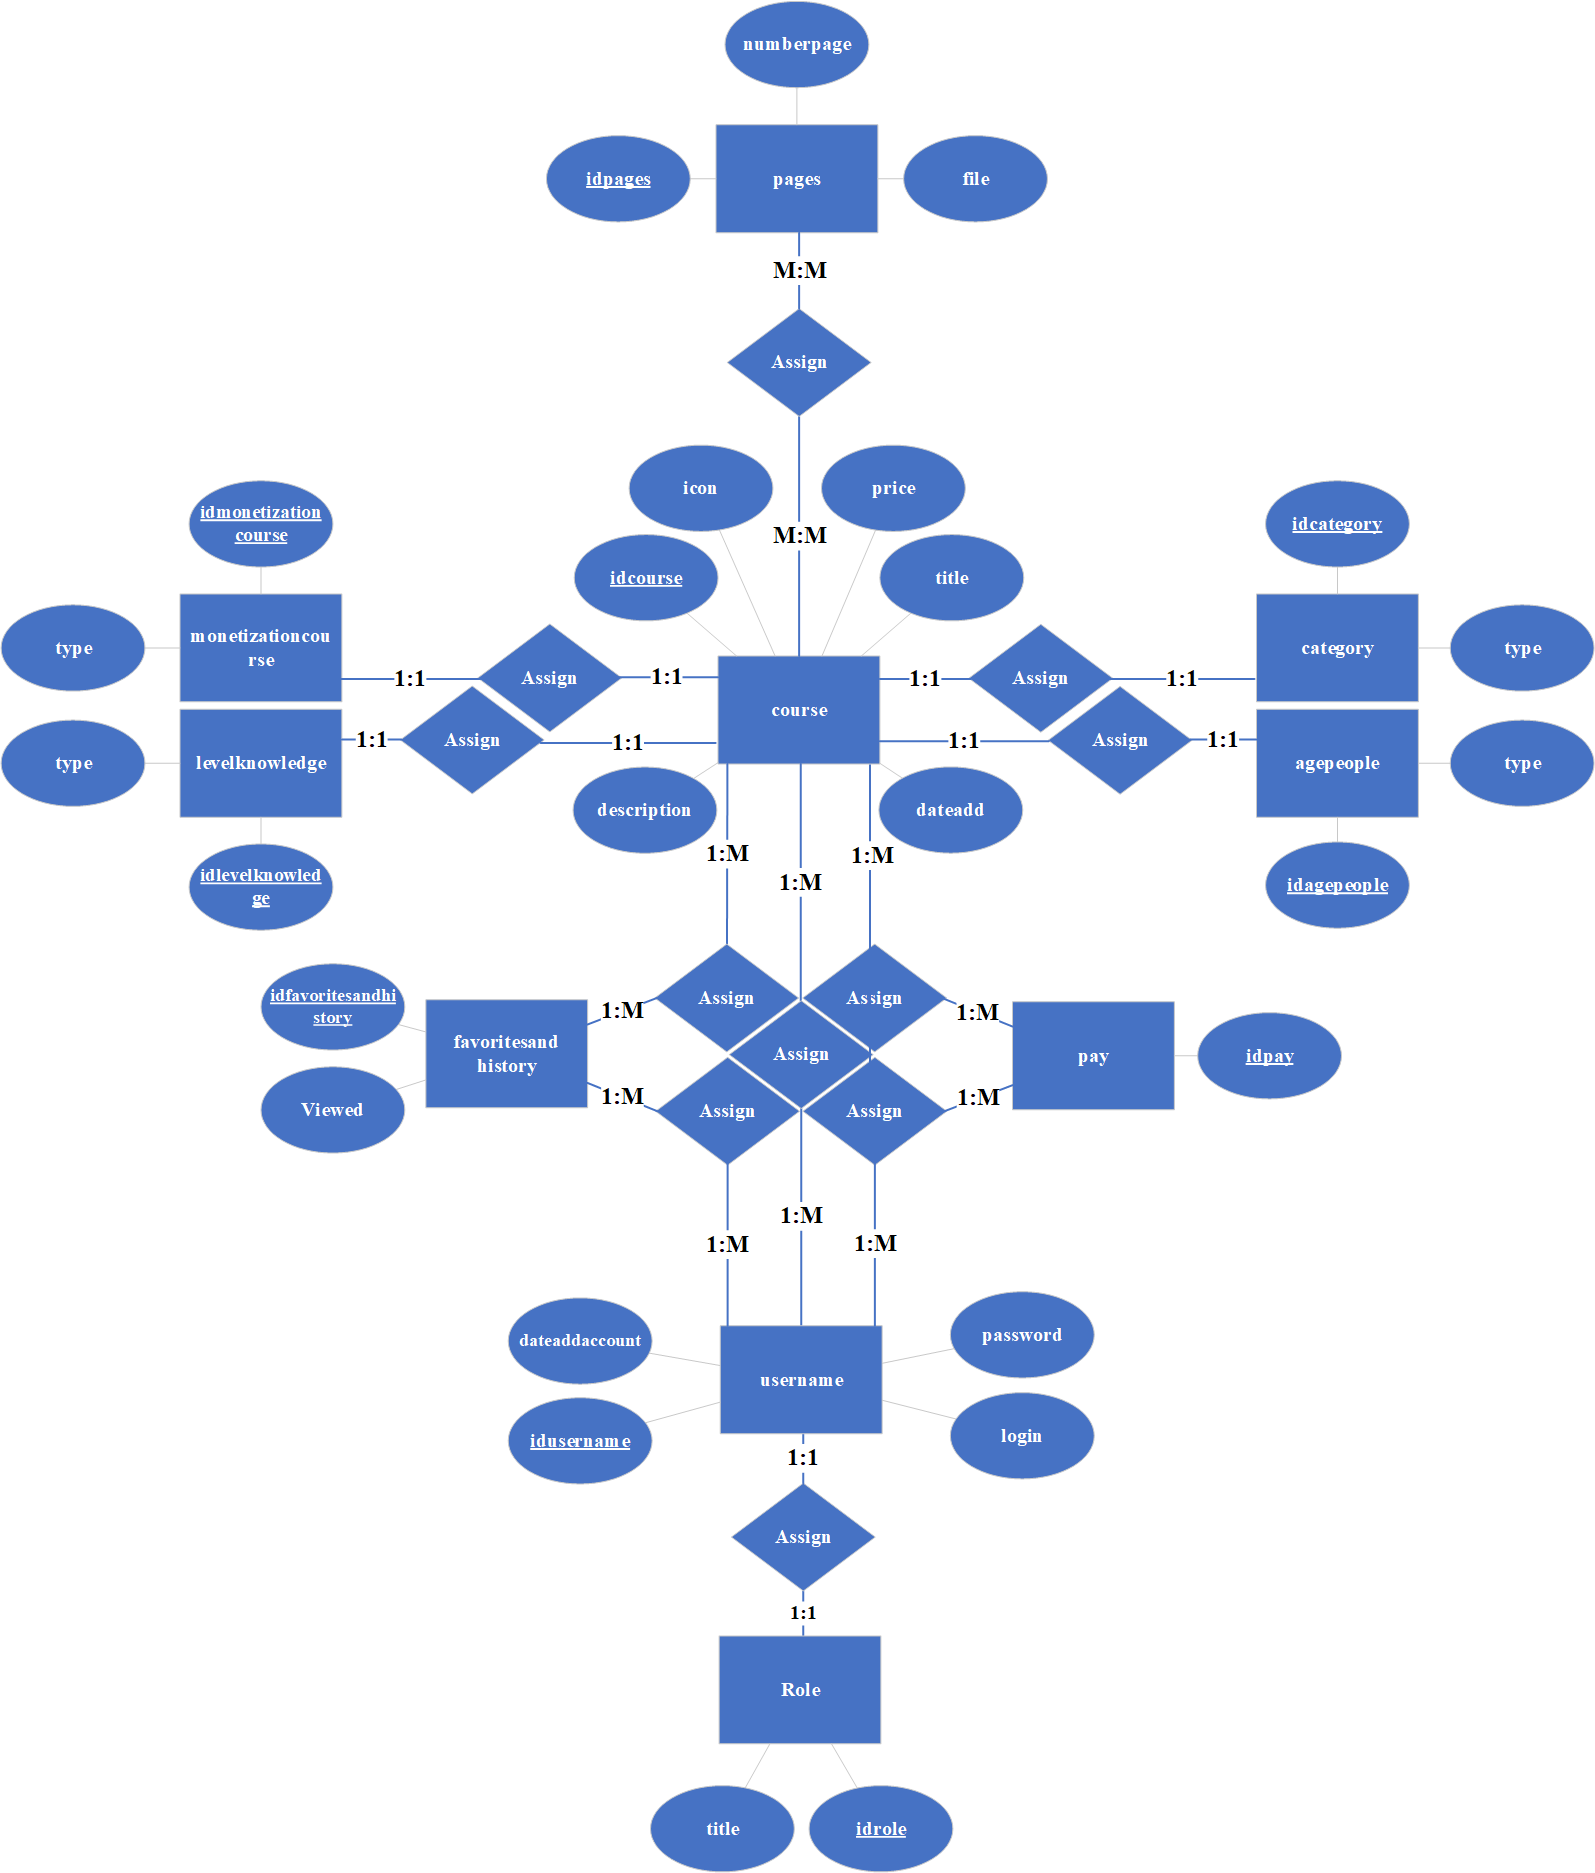 numberpage
idpages
pages
file
M:M
Assign
icon
price
idmonetization
course
idcategory
M:M
idcourse
title
type
monetizationcou
rse
category
type
1:1
Assign
1:1
1:1
Assign
1:1
course
1:1
Assign
1:1
1:1
Assign
1:1
type
levelknowledge
agepeople
type
description
dateadd
1:M
1:M
1:M
idlevelknowled
ge
idagepeople
idfavoritesandhi
story
Assign
Assign
1:M
1:M
favoritesand
history
Assign
pay
idpay
1:M
1:M
Viewed
Assign
Assign
1:M
1:M
1:M
dateaddaccount
password
username
idusername
login
1:1
Assign
1:1
Role
title
idrole